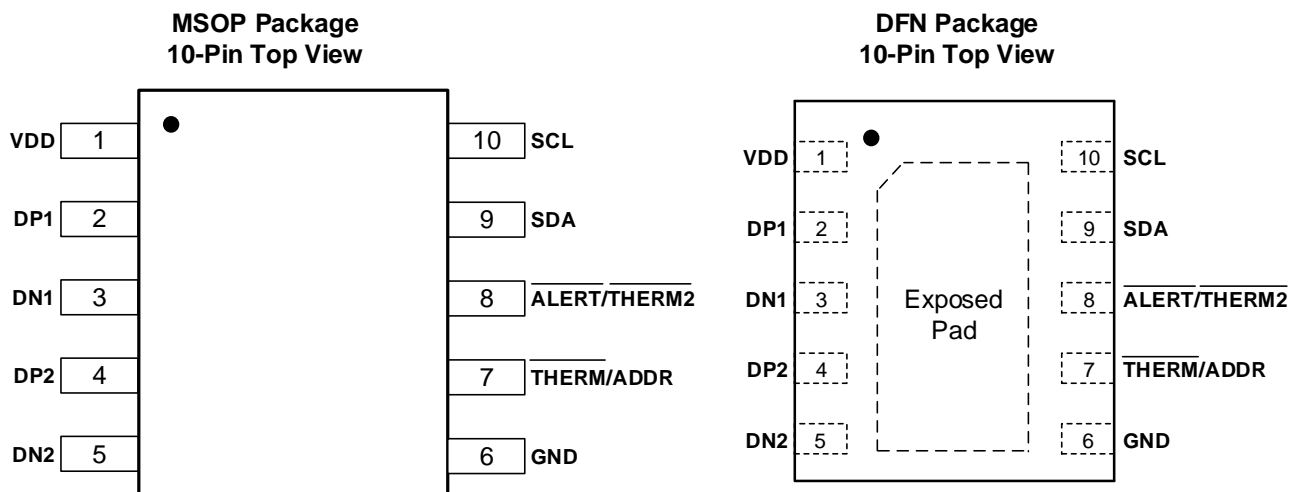 MSOP Package
10-Pin Top View
VDD 1
DP1 2
DN1 3
DP2 4
DN2 5
10 SCL
9 SDA
8 ALERT/THERM2
7 THERM/ADDR
6 GND
DFN Package
10-Pin Top View
VDD 1
DP1 2
DN1 3
DP2 4
DN2 5
Exposed
Pad
10 SCL
9 SDA
8 ALERT/THERM2
7 THERM/ADDR
6 GND